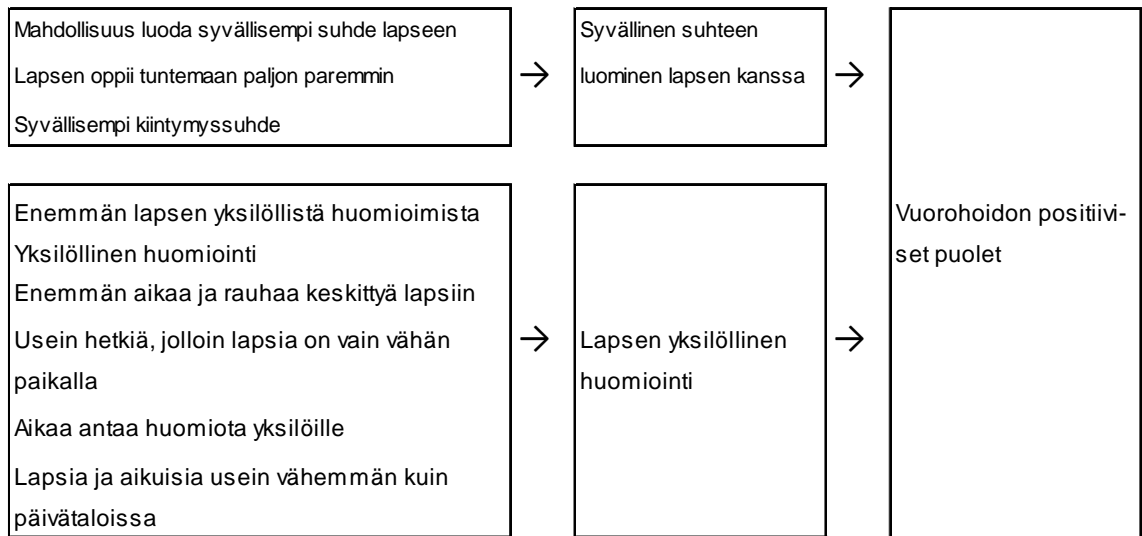 Mahdollisuus luoda syvällisempi suhde lapseen
Lapsen oppii tuntemaan paljon paremmin
Syvällisempi kiintymyssuhde
→
Syvällinen suhteen
luominen lapsen kanssa
→
Enemmän lapsen yksilöllistä huomioimista
Yksilöllinen huomiointi
Enemmän aikaa ja rauhaa keskittyä lapsiin
Usein hetkiä, jolloin lapsia on vain vähän
paikalla
Aikaa antaa huomiota yksilöille
Lapsia ja aikuisia usein vähemmän kuin
päivätaloissa
→
Lapsen yksilöllinen
huomiointi
→
Vuorohoidon positiivi-
set puolet